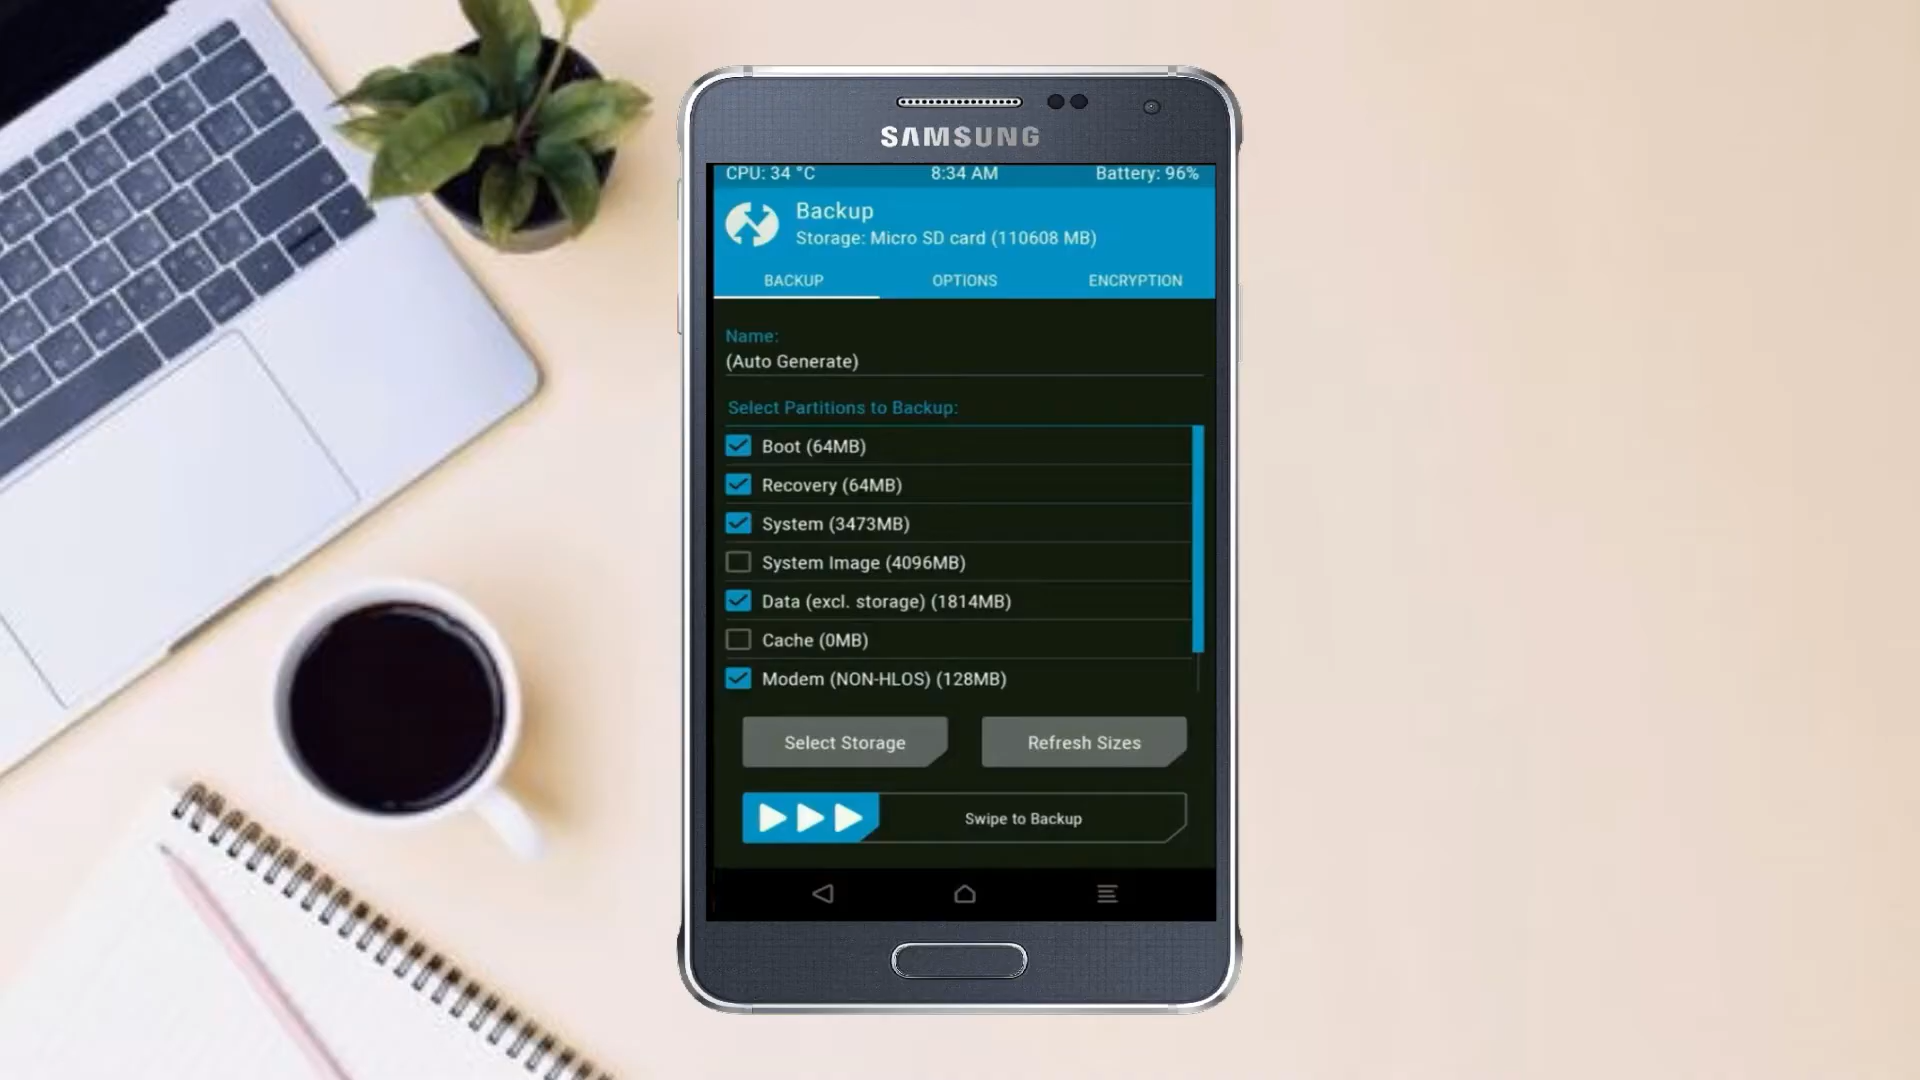 SAMSUNG
CPU: 34 °C 8:34 AM Battery: 96%
Backup
Storage: Micro SD card (110608 MB)
BACKUP OPTIONS ENCRYPTION
Name:
(Auto Generate)
Select Partitions to Backup:
Boot (64MB)
Recovery (64MB)
System (3473MB)
System Image (4096MB)
Data (excl. storage) (1814MB)
Cache (0MB)
Modem (NON-HLOS) (128MB)
Select Storage Refresh Sizes
Swipe to Backup